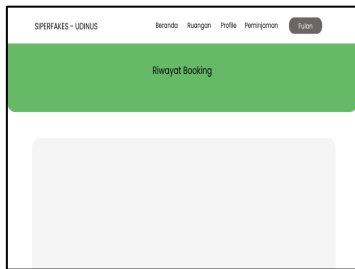 SIPERFAKES - UDINUS
Beranda Ruangan Profile Peminjaman Fulan
Riwayat Booking